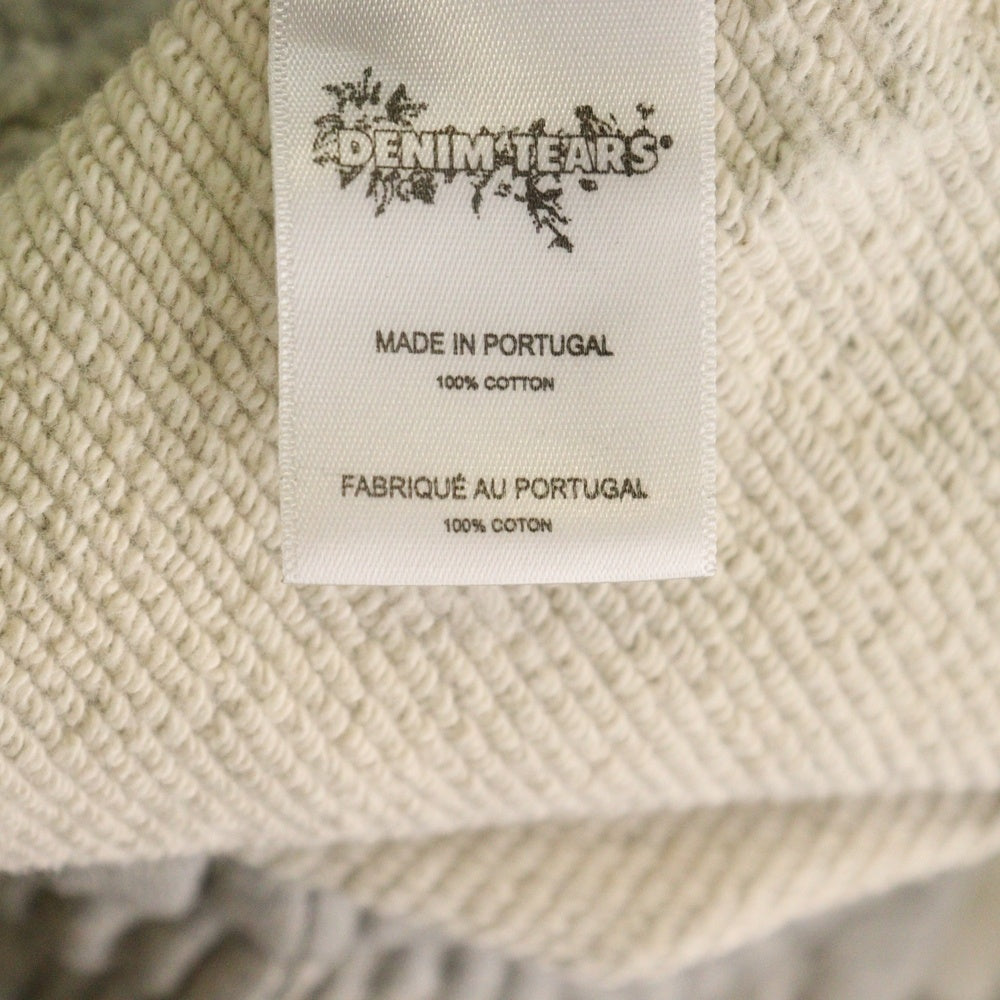 DENIM TEARS
MADE IN PORTUGAL
100% COTTON
FABRIQUÉ AU PORTUGAL
100% COTON